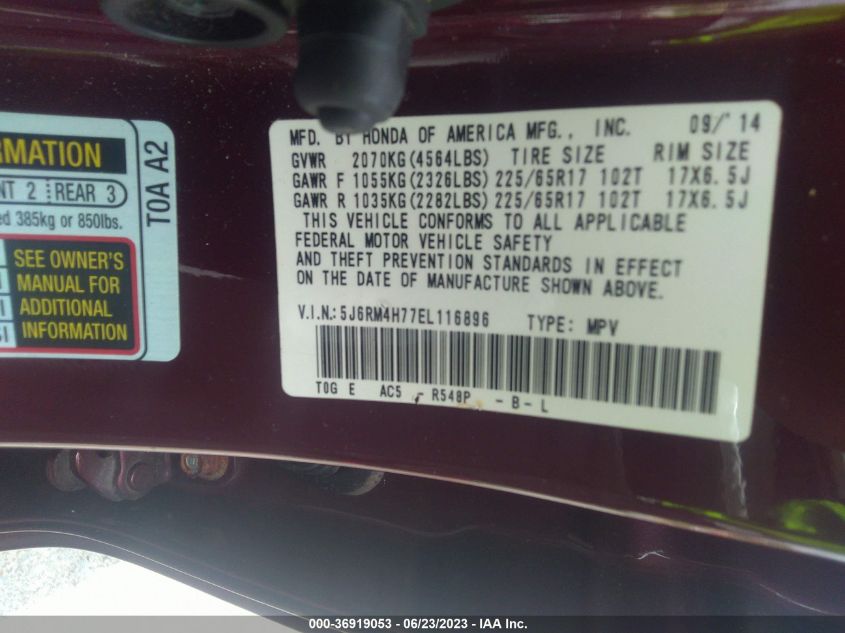 RMATION
NT 2 REAR 3
ed 385kg or 850lbs.
SEE OWNER'S
MANUAL FOR
ADDITIONAL
INFORMATION
T0A A2
MFD. BY HONDA OF AMERICA MFG., INC. 09/'14
GVWR 2070KG(4564LBS) TIRE SIZE RIM SIZE
GAWR F 1055KG(2326LBS) 225/65R17 102T 17X6.5J
GAWR R 1035KG(2282LBS) 225/65R17 102T 17X6.5J
THIS VEHICLE CONFORMS TO ALL APPLICABLE
FEDERAL MOTOR VEHICLE SAFETY
AND THEFT PREVENTION STANDARDS IN EFFECT
ON THE DATE OF MANUFACTURE SHOWN ABOVE.
V.I.N.: 5J6RM4H77EL116896 TYPE: MPV
T0G E AC5 - R548P - B - L
000-36919053 - 06/23/2023 - IAA Inc.